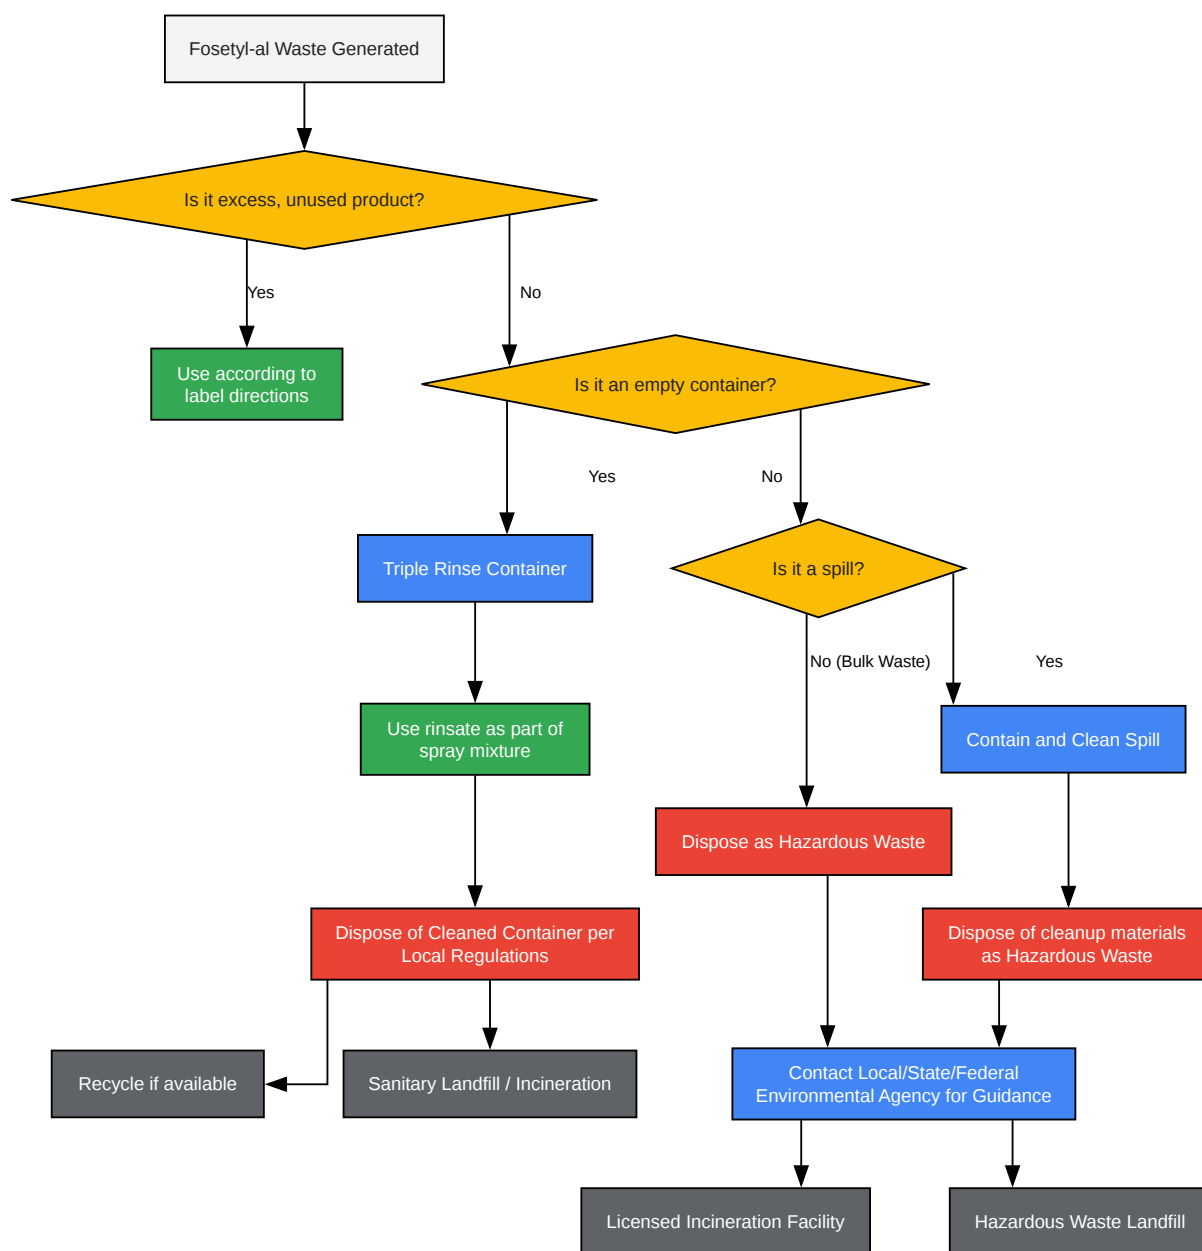 Fosetyl-al Waste Generated
Is it excess, unused product?
Yes
No
Use according to
label directions
Is it an empty container?
Yes
No
Triple Rinse Container
Is it a spill?
No (Bulk Waste)
Yes
Use rinsate as part of
spray mixture
Contain and Clean Spill
Dispose as Hazardous Waste
Dispose of Cleaned Container per
Local Regulations
Dispose of cleanup materials
as Hazardous Waste
Recycle if available
Sanitary Landfill / Incineration
Contact Local/State/Federal
Environmental Agency for Guidance
Licensed Incineration Facility
Hazardous Waste Landfill